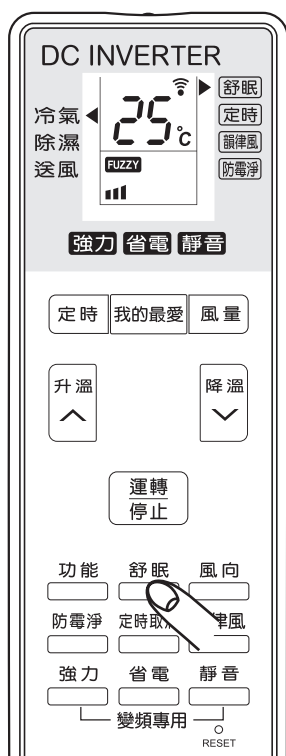 DC INVERTER
舒眠
冷氣 25℃ 定時
除濕 韻律風
送風 FUZZY 防霉淨
強力 省電 靜音
定時 我的最愛 風量
升溫 降溫
運轉
停止
功能 舒眠 風向
防霉淨 定時取 律風
強力 省電 靜音
變頻專用
RESET